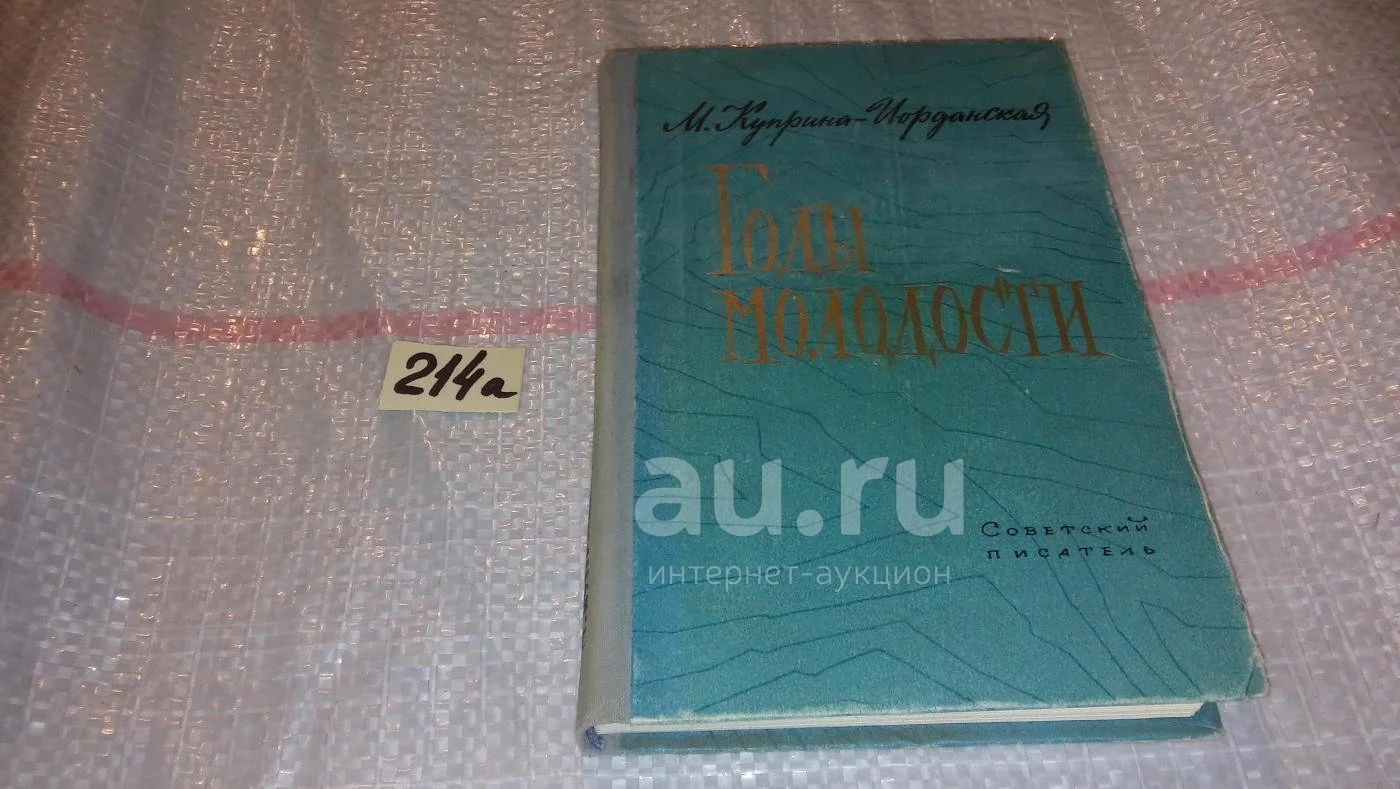 М. Куприна-Иорданская
Годы
молодости
214а
au.ru
интернет-аукцион
Советский
писатель